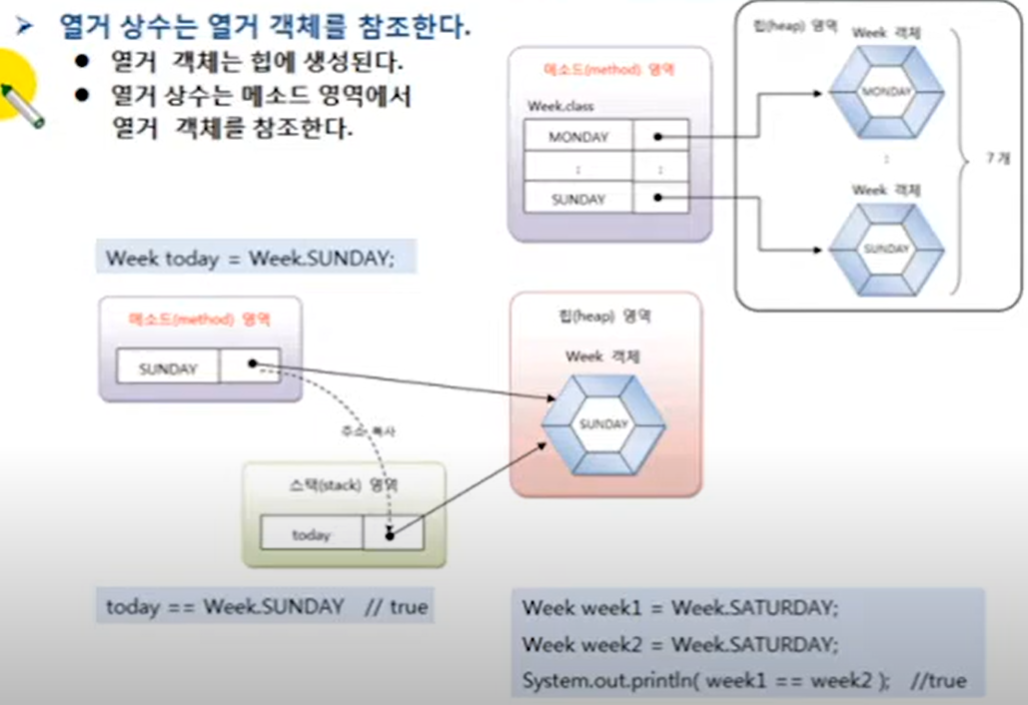 열거 상수는 열거 객체를 참조한다.
열거 객체는 힙에 생성된다.
열거 상수는 메소드 영역에서
열거 객체를 참조한다.
메소드(method) 영역
Week.class
MONDAY
:
:
SUNDAY
힙(heap) 영역
Week 객체
MONDAY
:
Week 객체
SUNDAY
7개
Week today = Week.SUNDAY;
메소드(method) 영역
SUNDAY
주소 복사
스택(stack) 영역
today
힙(heap) 영역
Week 객체
SUNDAY
today == Week.SUNDAY // true
Week week1 = Week.SATURDAY;
Week week2 = Week.SATURDAY;
System.out.println( week1 == week2 ); //true